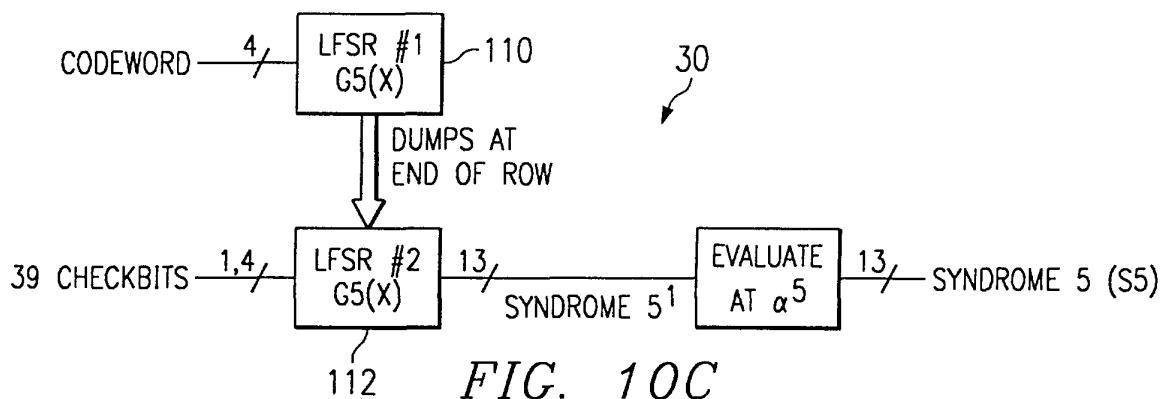 CODEWORD
4
LFSR #1
G5(X)
110
30
DUMPS AT
END OF ROW
39 CHECKBITS
1,4
LFSR #2
G5(X)
13
SYNDROME 5¹
EVALUATE
AT α⁵
13
SYNDROME 5 (S5)
112
FIG. 10C